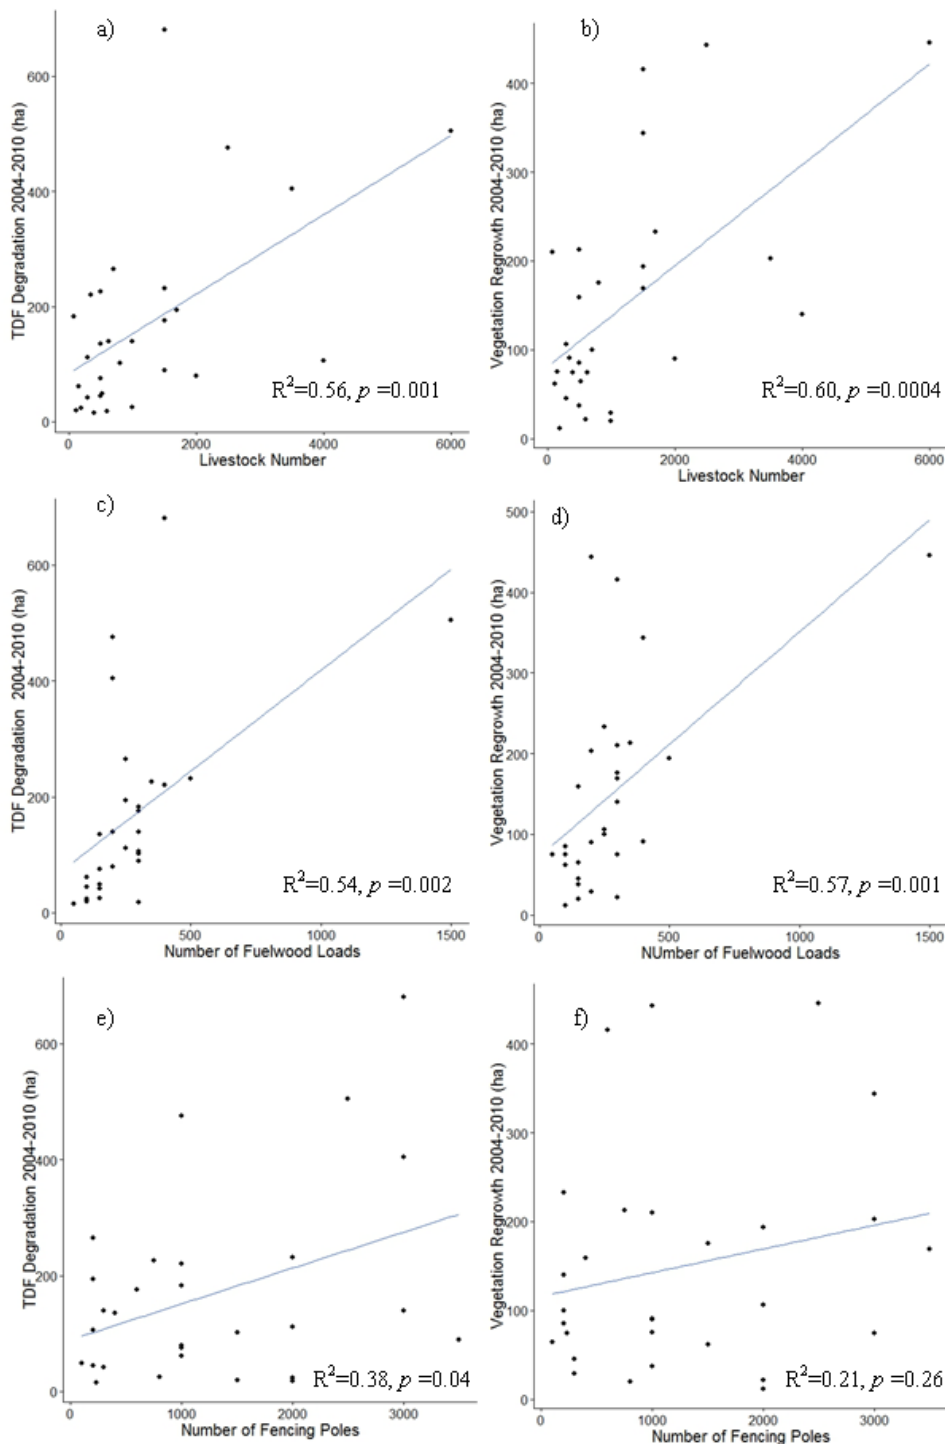 a)
TDF Degradation 2004-2010 (ha)
600
400
200
0
R²=0.56, p =0.001
0 2000 4000 6000
Livestock Number
b)
Vegetation Regrowth 2004-2010 (ha)
400
300
200
100
0
R²=0.60, p =0.0004
0 2000 4000 6000
Livestock Number
c)
TDF Degradation 2004-2010 (ha)
600
400
200
0
R²=0.54, p =0.002
0 500 1000 1500
Number of Fuelwood Loads
d)
Vegetation Regrowth 2004-2010 (ha)
500
400
300
200
100
0
R²=0.57, p =0.001
0 500 1000 1500
NUmber of Fuelwood Loads
e)
TDF Degradation 2004-2010 (ha)
600
400
200
0
R²=0.38, p =0.04
0 1000 2000 3000
Number of Fencing Poles
f)
Vegetation Regrowth 2004-2010 (ha)
400
300
200
100
0
R²=0.21, p =0.26
0 1000 2000 3000
Number of Fencing Poles